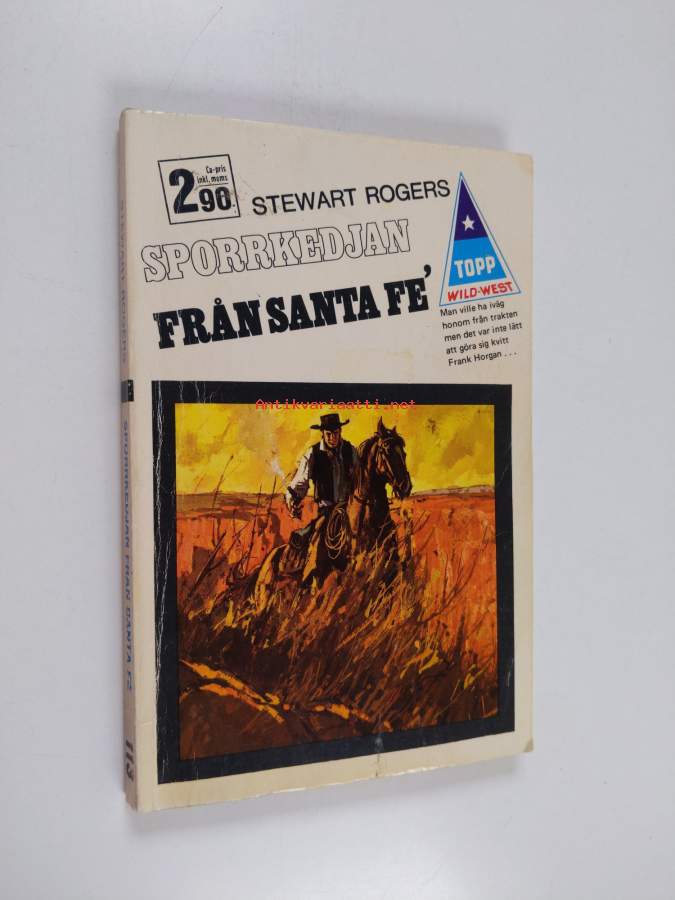 Ca-pris
inkl. moms
2 90
STEWART ROGERS
SPORRKEDJAN
FRÅN SANTA FE´
TOPP
WILD-WEST
Man ville ha iväg
honom från trakten
men det var inte lätt
att göra sig kvitt
Frank Horgan . . .
Antikvariaatti.net
STEWART ROGERS
SPORRKEDJAN FRÅN SANTA FE
113